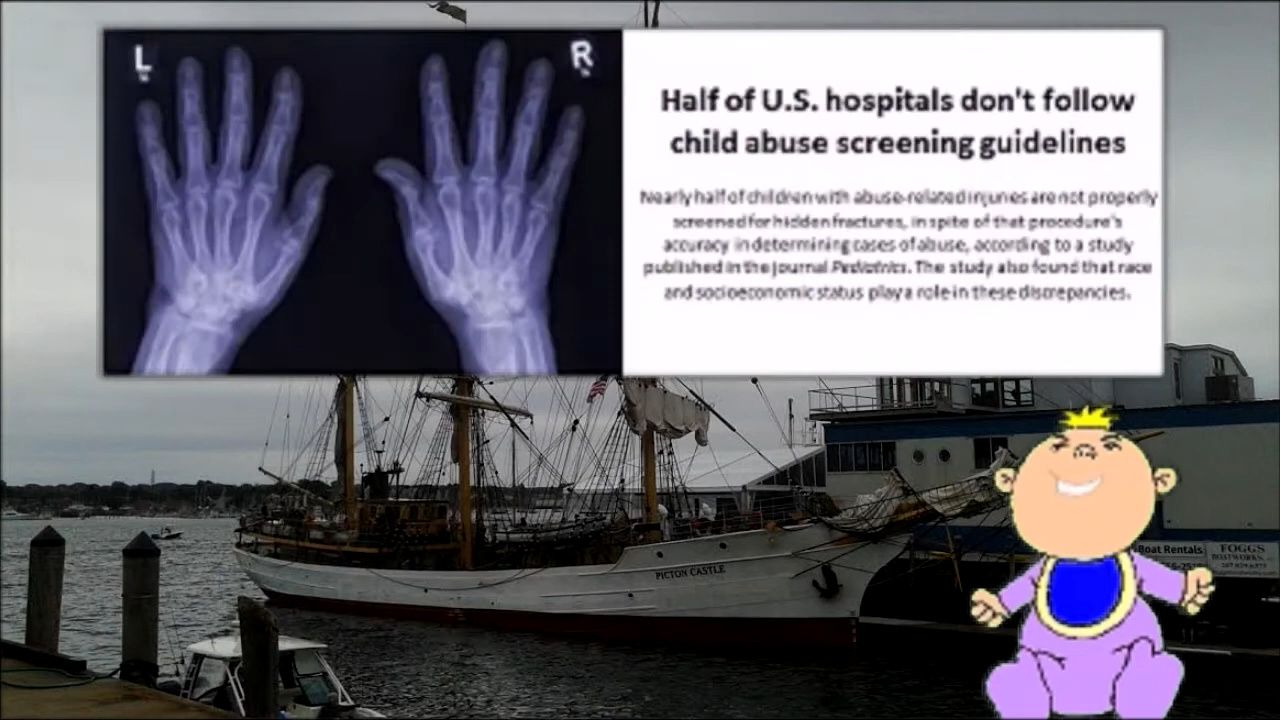 L
R
Half of U.S. hospitals don't follow
child abuse screening guidelines
Nearly half of children with abuse-related injuries are not properly
screened for hidden fractures, in spite of that procedure's
accuracy in determining cases of abuse, according to a study
published in the journal Pediatrics. The study also found that race
and socioeconomic status play a role in these discrepancies.
PICTON CASTLE
Boat Rentals
FOGGS